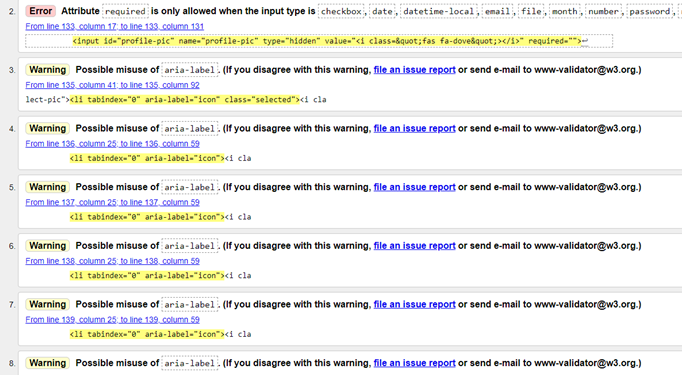 2. Error Attribute required is only allowed when the input type is checkbox, date, datetime-local, email, file, month, number, password,
From line 133, column 17; to line 133, column 131
<input id="profile-pic" name="profile-pic" type="hidden" value="<i class=&quot;fas fa-dove&quot;></i>" required="">↩
3. Warning Possible misuse of aria-label. (If you disagree with this warning, file an issue report or send e-mail to www-validator@w3.org.)
From line 135, column 41; to line 135, column 92
lect-pic"><li tabindex="0" aria-label="icon" class="selected"><i cla
4. Warning Possible misuse of aria-label. (If you disagree with this warning, file an issue report or send e-mail to www-validator@w3.org.)
From line 136, column 25; to line 136, column 59
<li tabindex="0" aria-label="icon"><i cla
5. Warning Possible misuse of aria-label. (If you disagree with this warning, file an issue report or send e-mail to www-validator@w3.org.)
From line 137, column 25; to line 137, column 59
<li tabindex="0" aria-label="icon"><i cla
6. Warning Possible misuse of aria-label. (If you disagree with this warning, file an issue report or send e-mail to www-validator@w3.org.)
From line 138, column 25; to line 138, column 59
<li tabindex="0" aria-label="icon"><i cla
7. Warning Possible misuse of aria-label. (If you disagree with this warning, file an issue report or send e-mail to www-validator@w3.org.)
From line 139, column 25; to line 139, column 59
<li tabindex="0" aria-label="icon"><i cla
8. Warning Possible misuse of aria-label. (If you disagree with this warning, file an issue report or send e-mail to www-validator@w3.org.)